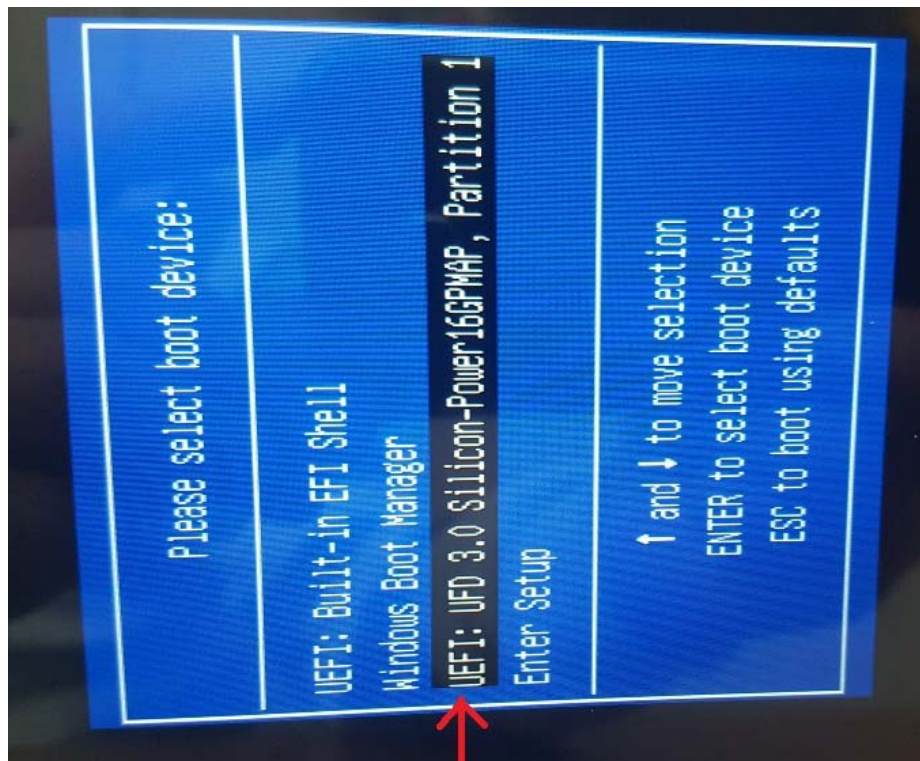 Please select boot device:
UEFI: Built-in EFI Shell
Windows Boot Manager
UEFI: UFD 3.0 Silicon-Power16GPMAP, Partition 1
Enter Setup
↑ and ↓ to move selection
ENTER to select boot device
ESC to boot using defaults